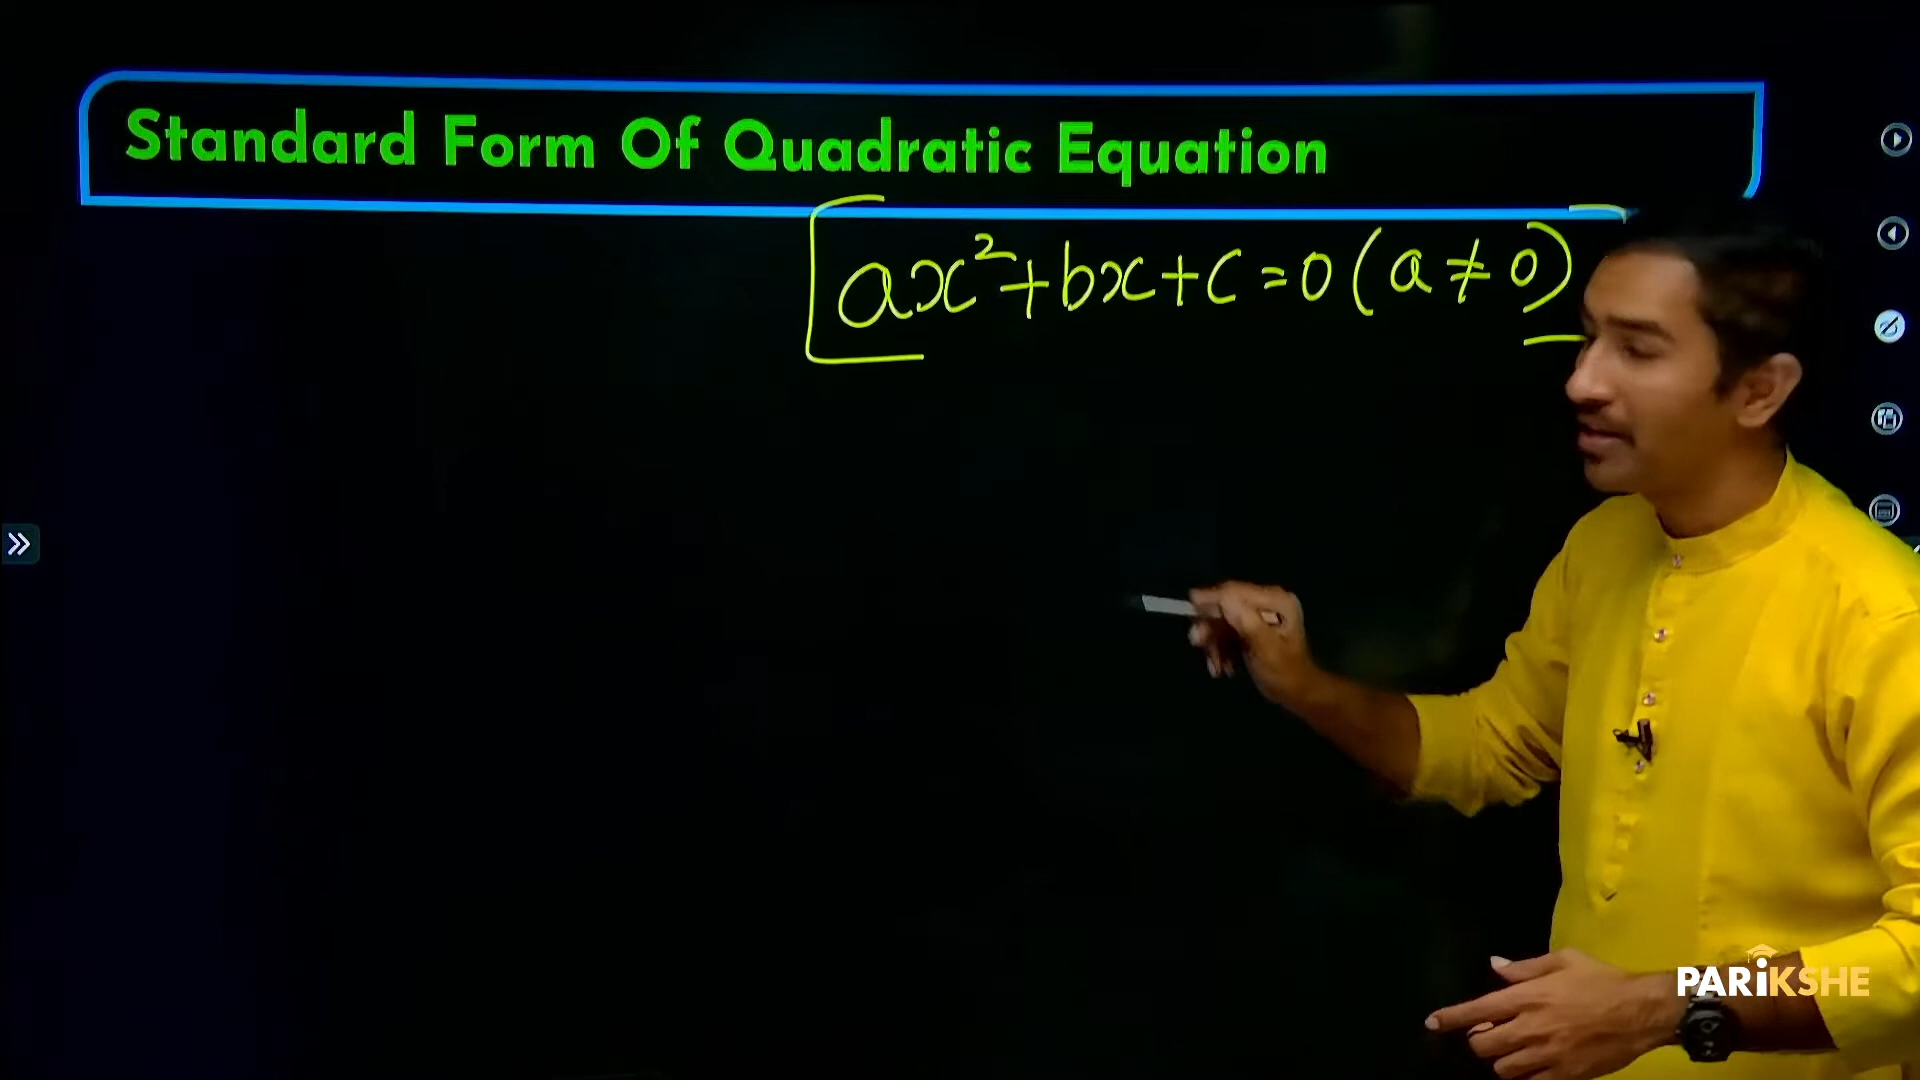 Standard Form Of Quadratic Equation
ax²+bx+c=0(a≠0)
PARiKSHE